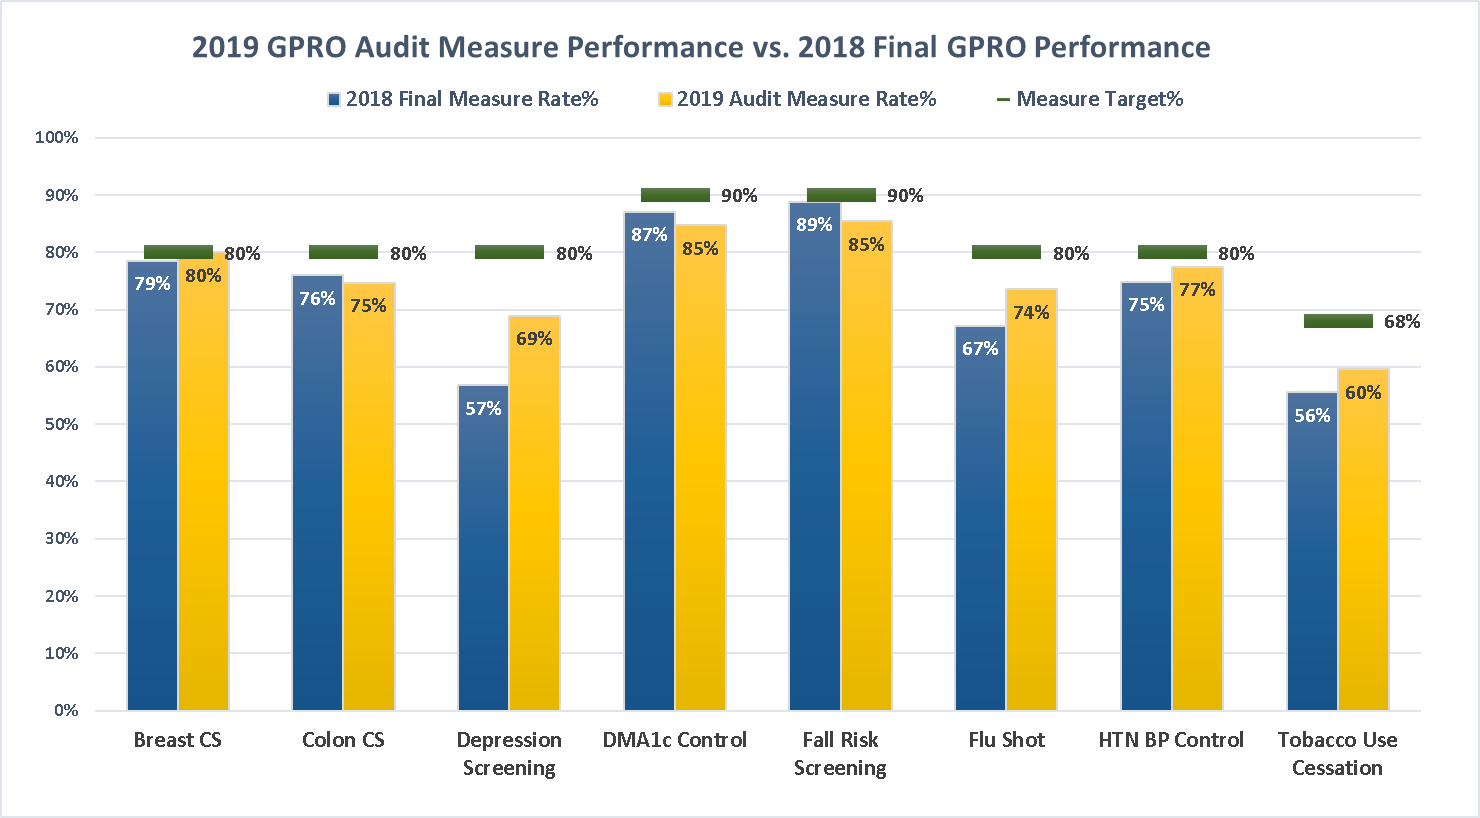 2019 GPRO Audit Measure Performance vs. 2018 Final GPRO Performance
2018 Final Measure Rate% 2019 Audit Measure Rate% Measure Target%
100%
90%
80%
70%
60%
50%
40%
30%
20%
10%
0%
79% 80% 80%
76% 75% 80%
57% 69% 80%
87% 85% 90%
89% 85% 90%
67% 74% 80%
75% 77% 80%
56% 60% 68%
Breast CS
Colon CS
Depression
Screening
DMA1c Control
Fall Risk
Screening
Flu Shot
HTN BP Control
Tobacco Use
Cessation